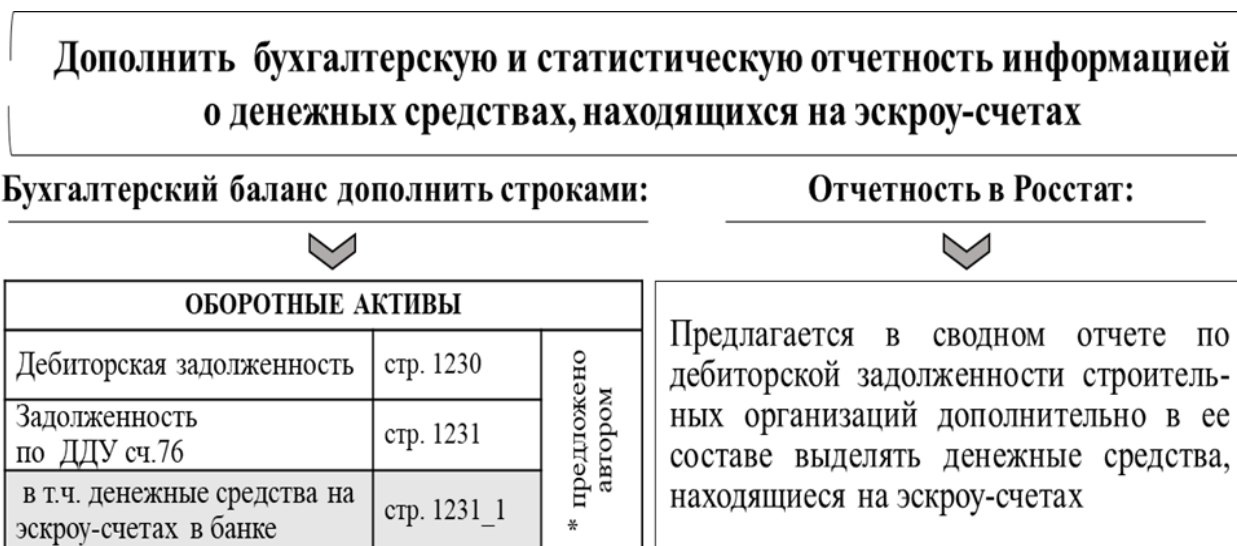 Дополнить бухгалтерскую и статистическую отчетность информацией
о денежных средствах, находящихся на эскроу-счетах
Бухгалтерский баланс дополнить строками:
ОБОРОТНЫЕ АКТИВЫ
Дебиторская задолженность стр. 1230
Задолженность
по ДДУ сч.76 стр. 1231
в т.ч. денежные средства на
эскроу-счетах в банке стр. 1231_1
* предложено
автором
Отчетность в Росстат:
Предлагается в сводном отчете по
дебиторской задолженности строитель-
ных организаций дополнительно в ее
составе выделять денежные средства,
находящиеся на эскроу-счетах